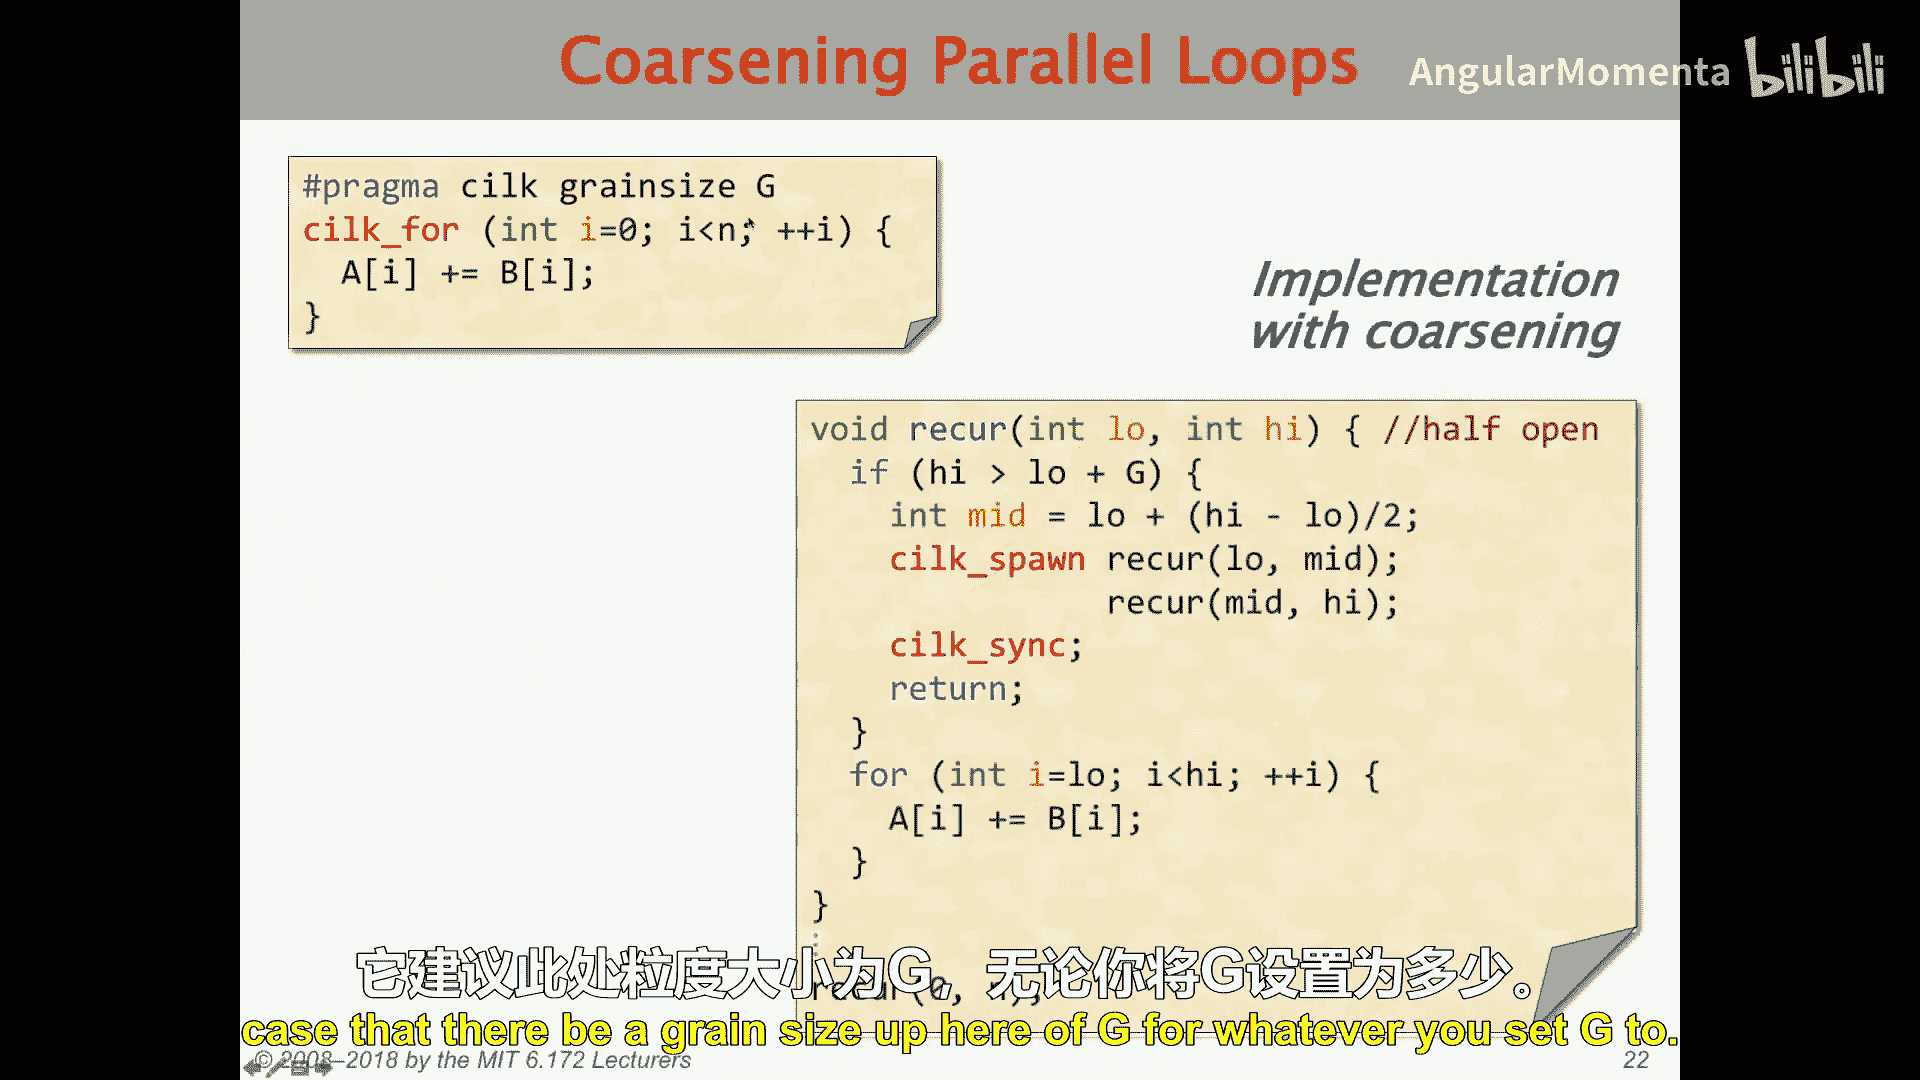 Coarsening Parallel Loops
AngularMomenta bilibili
#pragma cilk grainsize G
cilk_for (int i=0; i<n; ++i) {
  A[i] += B[i];
}
Implementation
with coarsening
void recur(int lo, int hi) { //half open
  if (hi > lo + G) {
    int mid = lo + (hi - lo)/2;
    cilk_spawn recur(lo, mid);
               recur(mid, hi);
    cilk_sync;
    return;
  }
  for (int i=lo; i<hi; ++i) {
    A[i] += B[i];
  }
}
⋮
recur(0, n);
它建议此处粒度大小为G，无论你将G设置为多少。
case that there be a grain size up here of G for whatever you set G to.
© 2008–2018 by the MIT 6.172 Lecturers
22